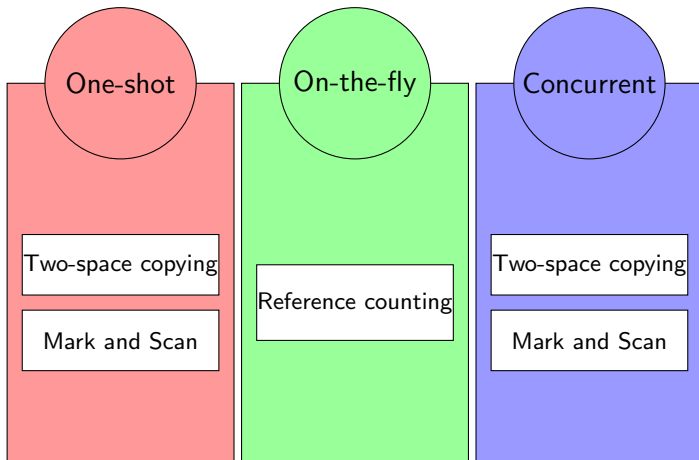 One-shot
On-the-fly
Concurrent
Two-space copying
Mark and Scan
Reference counting
Two-space copying
Mark and Scan